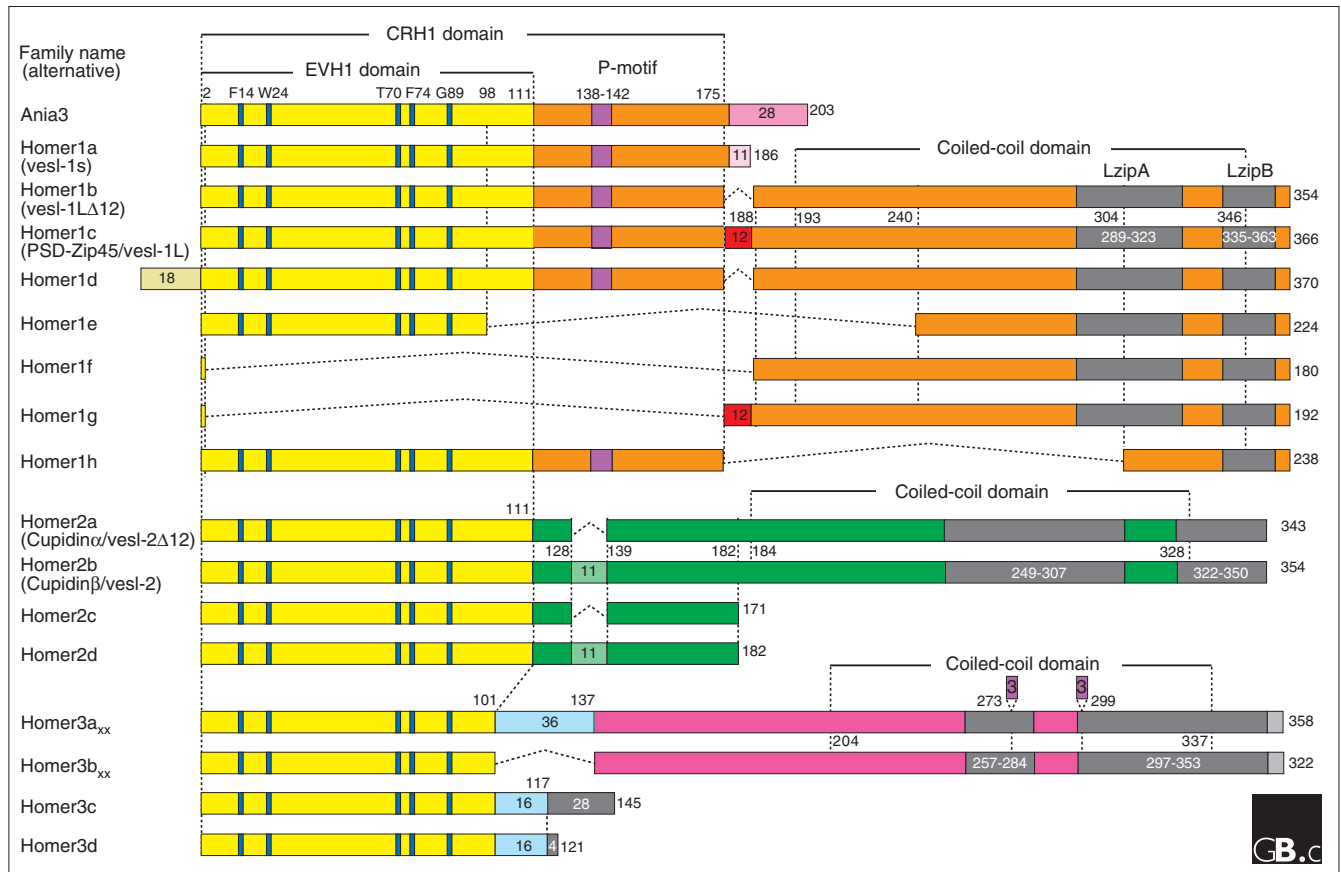 CRH1 domain
Family name
(alternative)
EVH1 domain
P-motif
2 F14 W24 T70 F74 G89 98 111 138-142 175
Ania3 28 203
Homer1a
(vesl-1s)
11 186
Coiled-coil domain
LzipA LzipB
Homer1b
(vesl-1LΔ12)
354
188 193 240 304 346
Homer1c
(PSD-Zip45/vesl-1L)
12 289-323 335-363 366
18 Homer1d 370
Homer1e 224
Homer1f 180
Homer1g 12 192
Homer1h 238
Coiled-coil domain
111
Homer2a
(Cupidinα/vesl-2Δ12)
343
128 139 182 184 328
Homer2b
(Cupidinβ/vesl-2)
11 249-307 322-350 354
Homer2c 171
Homer2d 11 182
Coiled-coil domain
3 3
101 137 273 299
Homer3axx 36 358
204 337
Homer3bxx 257-284 297-353 322
117
Homer3c 16 28 145
Homer3d 16 4 121
GB.c